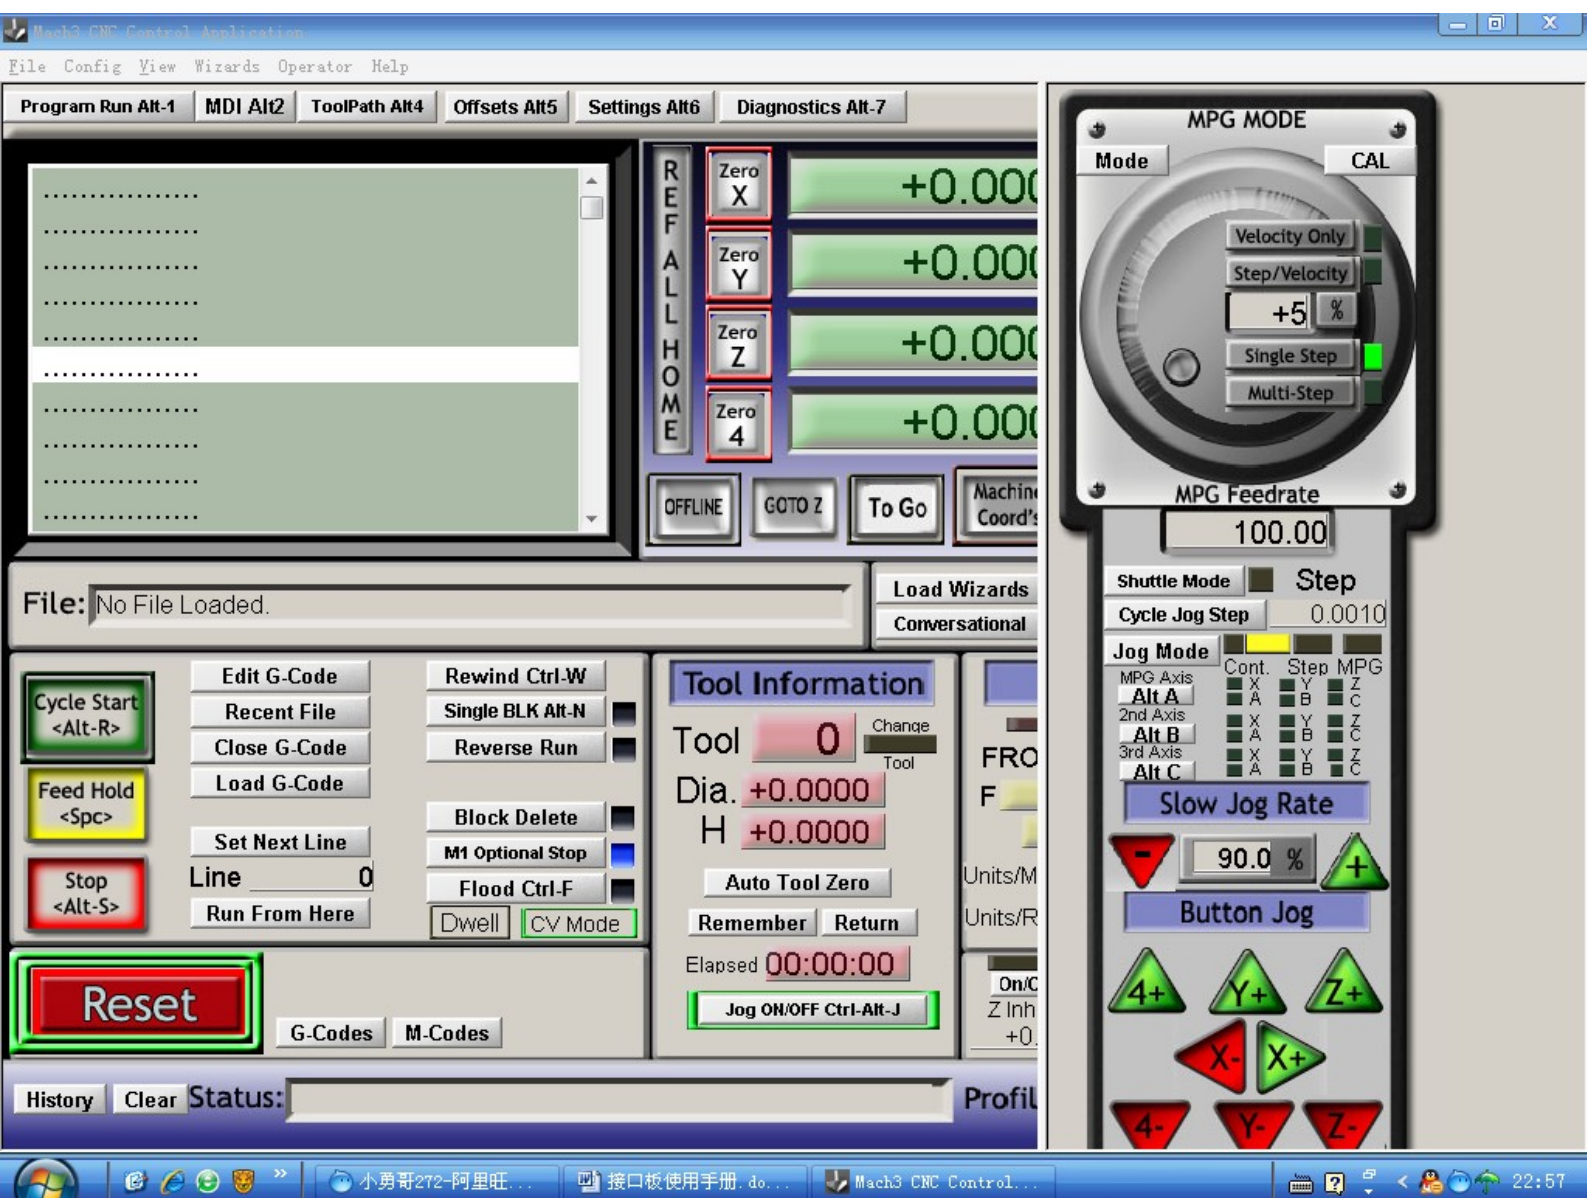 Mach3 CNC Control Application
File Config View Wizards Operator Help
Program Run Alt-1 MDI Alt2 ToolPath Alt4 Offsets Alt5 Settings Alt6 Diagnostics Alt-7
................
................
................
................
................
................
................
................
................
................
REF ALL HOME
Zero X +0.000
Zero Y +0.000
Zero Z +0.000
Zero 4 +0.000
OFFLINE GOTO Z To Go Machine Coord's
File: No File Loaded.
Load Wizards
Conversational
Cycle Start <Alt-R>
Feed Hold <Spc>
Stop <Alt-S>
Edit G-Code
Recent File
Close G-Code
Load G-Code
Set Next Line
Line 0
Run From Here
Rewind Ctrl-W
Single BLK Alt-N
Reverse Run
Block Delete
M1 Optional Stop
Flood Ctrl-F
Dwell CV Mode
Reset
G-Codes M-Codes
Tool Information
Tool 0 Change Tool
Dia. +0.0000
H +0.0000
Auto Tool Zero
Remember Return
Elapsed 00:00:00
Jog ON/OFF Ctrl-Alt-J
FRO
F
Units/M
Units/R
On/O
Z Inh
+0.
History Clear Status:
Profil
MPG MODE
Mode CAL
Velocity Only
Step/Velocity
+5 %
Single Step
Multi-Step
MPG Feedrate
100.00
Shuttle Mode Step
Cycle Jog Step 0.0010
Jog Mode
Cont. Step MPG
MPG Axis
Alt A X Y Z A B C
2nd Axis
Alt B X Y Z A B C
3rd Axis
Alt C X Y Z A B C
Slow Jog Rate
- 90.0 % +
Button Jog
4+ Y+ Z+
X- X+
4- Y- Z-
小勇哥272-阿里旺... 接口板使用手册.do... Mach3 CNC Control... 22:57